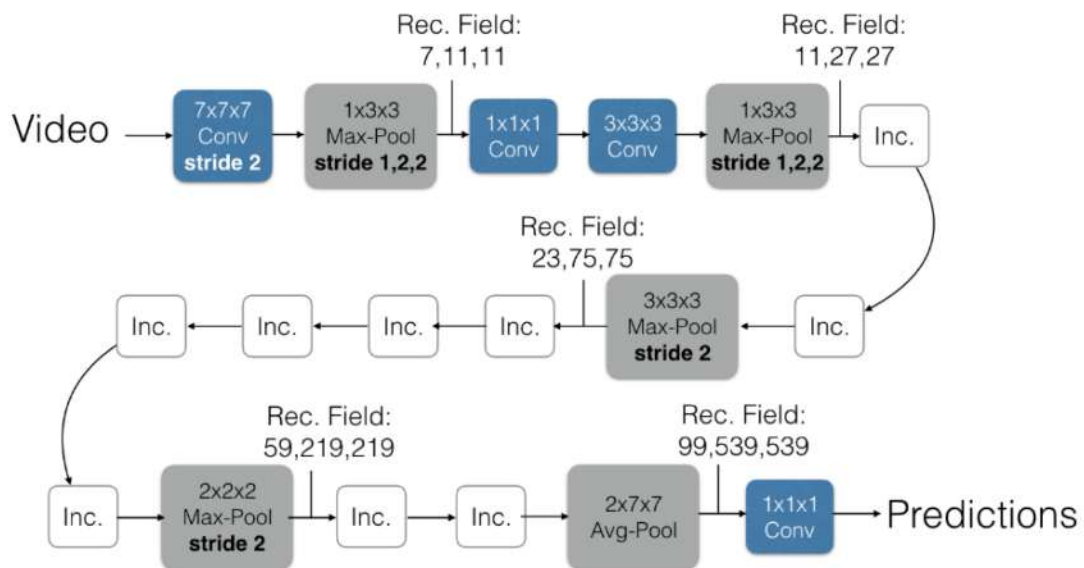 Rec. Field:
7,11,11
Rec. Field:
11,27,27
Video
7x7x7
Conv
stride 2
1x3x3
Max-Pool
stride 1,2,2
1x1x1
Conv
3x3x3
Conv
1x3x3
Max-Pool
stride 1,2,2
Inc.
Rec. Field:
23,75,75
Inc.
Inc.
Inc.
Inc.
3x3x3
Max-Pool
stride 2
Inc.
Rec. Field:
59,219,219
Rec. Field:
99,539,539
Inc.
2x2x2
Max-Pool
stride 2
Inc.
Inc.
2x7x7
Avg-Pool
1x1x1
Conv
Predictions